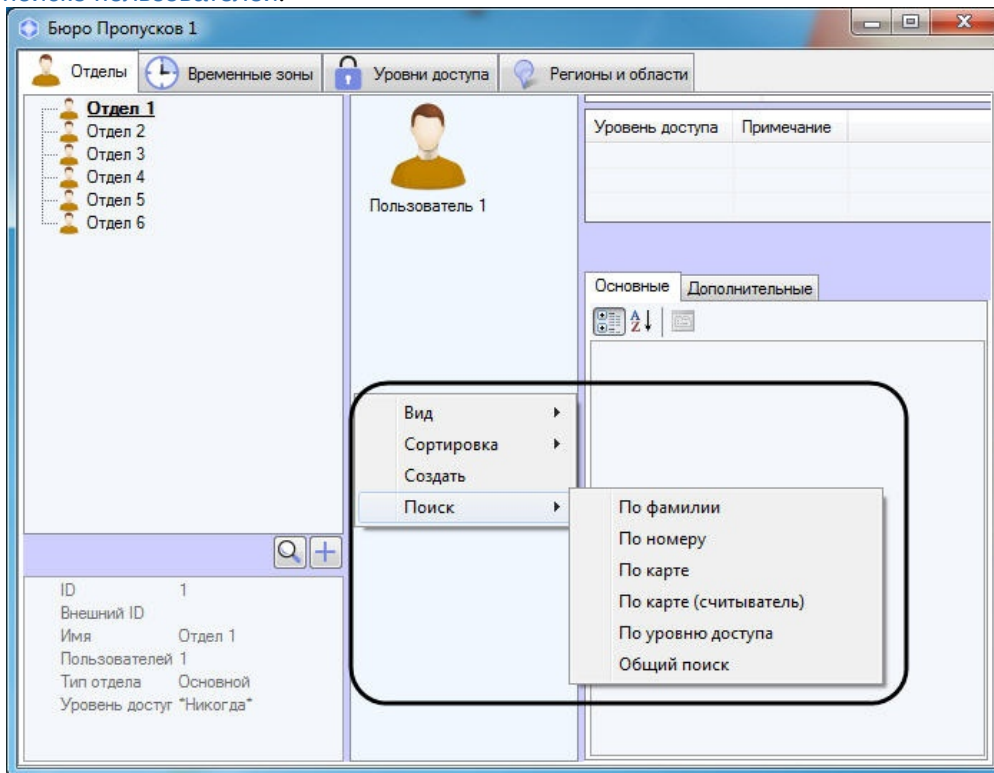 поиске пользователей.
Бюро Пропусков 1
Отделы
Временные зоны
Уровни доступа
Регионы и области
Отдел 1
Отдел 2
Отдел 3
Отдел 4
Отдел 5
Отдел 6
Пользователь 1
Уровень доступа Примечание
Основные Дополнительные
Вид
Сортировка
Создать
Поиск
По фамилии
По номеру
По карте
По карте (считыватель)
По уровню доступа
Общий поиск
ID 1
Внешний ID
Имя Отдел 1
Пользователей 1
Тип отдела Основной
Уровень доступ "Никогда"